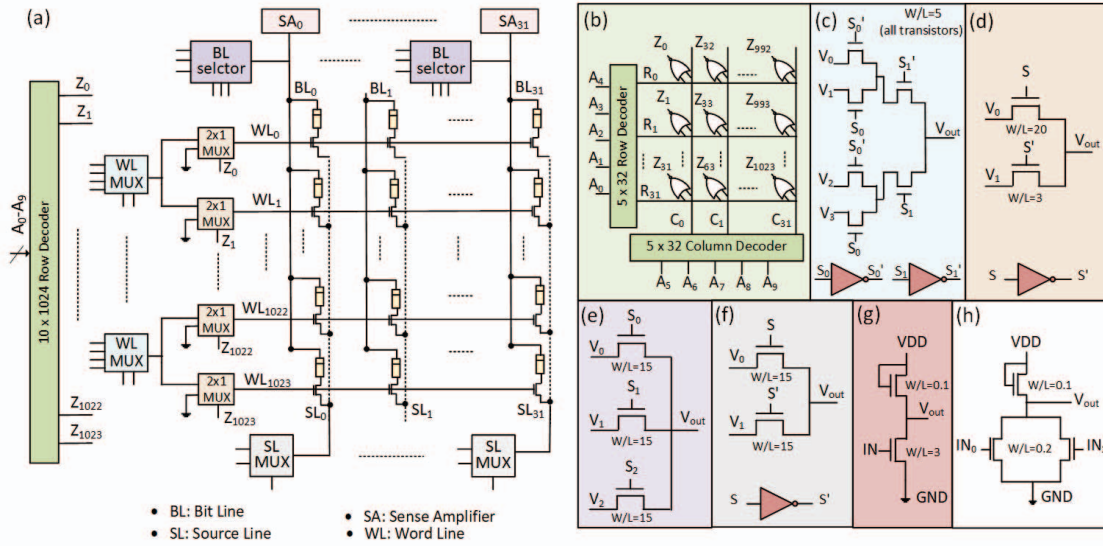 (a)
SA0
SA31
BL selctor
BL selctor
BL0
BL1
BL31
Z0
Z1
10 x 1024 Row Decoder
A0-A9
WL MUX
2x1 MUX
WL0
Z0
2x1 MUX
WL1
Z1
WL MUX
2x1 MUX
WL1022
Z1022
2x1 MUX
WL1023
Z1023
Z1022
Z1023
SL0
SL1
SL31
SL MUX
SL MUX
• BL: Bit Line
• SL: Source Line
• SA: Sense Amplifier
• WL: Word Line
(b)
Z0 Z32 Z992
A4 R0
A3 Z1 Z33 Z993
A2 R1
A1 Z31 Z63 Z1023
A0 R31
5 x 32 Row Decoder
C0 C1 C31
5 x 32 Column Decoder
A5 A6 A7 A8 A9
(c)
W/L=5
(all transistors)
S0'
V0
S1'
V1
S0
S0'
Vout
V2
V3
S1
S0
S0 S0' S1 S1'
(d)
S
V0
W/L=20
S'
Vout
V1
W/L=3
S S'
(e)
S0
V0
W/L=15
S1
V1 Vout
W/L=15
S2
V2
W/L=15
(f)
S
V0
W/L=15
S'
Vout
V1
W/L=15
S S'
(g)
VDD
W/L=0.1
Vout
IN
W/L=3
GND
(h)
VDD
W/L=0.1
Vout
IN0 W/L=0.2
GND